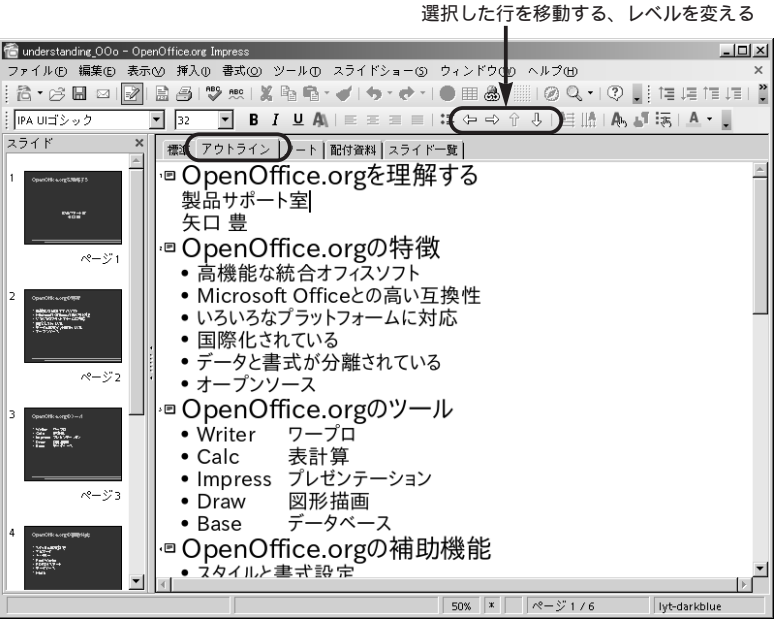 選択した行を移動する、レベルを変える
understanding_OOo - OpenOffice.org Impress
ファイル(F) 編集(E) 表示(V) 挿入(I) 書式(O) ツール(T) スライドショー(S) ウィンドウ(W) ヘルプ(H)
IPA UIゴシック 32 B I U A
スライド
標準 アウトライン ノート 配付資料 スライド一覧
1
ページ 1
2
ページ 2
3
ページ 3
4
OpenOffice.orgを理解する
製品サポート室
矢口 豊
OpenOffice.orgの特徴
• 高機能な統合オフィスソフト
• Microsoft Officeとの高い互換性
• いろいろなプラットフォームに対応
• 国際化されている
• データと書式が分離されている
• オープンソース
OpenOffice.orgのツール
• Writer ワープロ
• Calc 表計算
• Impress プレゼンテーション
• Draw 図形描画
• Base データベース
OpenOffice.orgの補助機能
• スタイルと書式設定
50% * ページ 1 / 6 lyt-darkblue